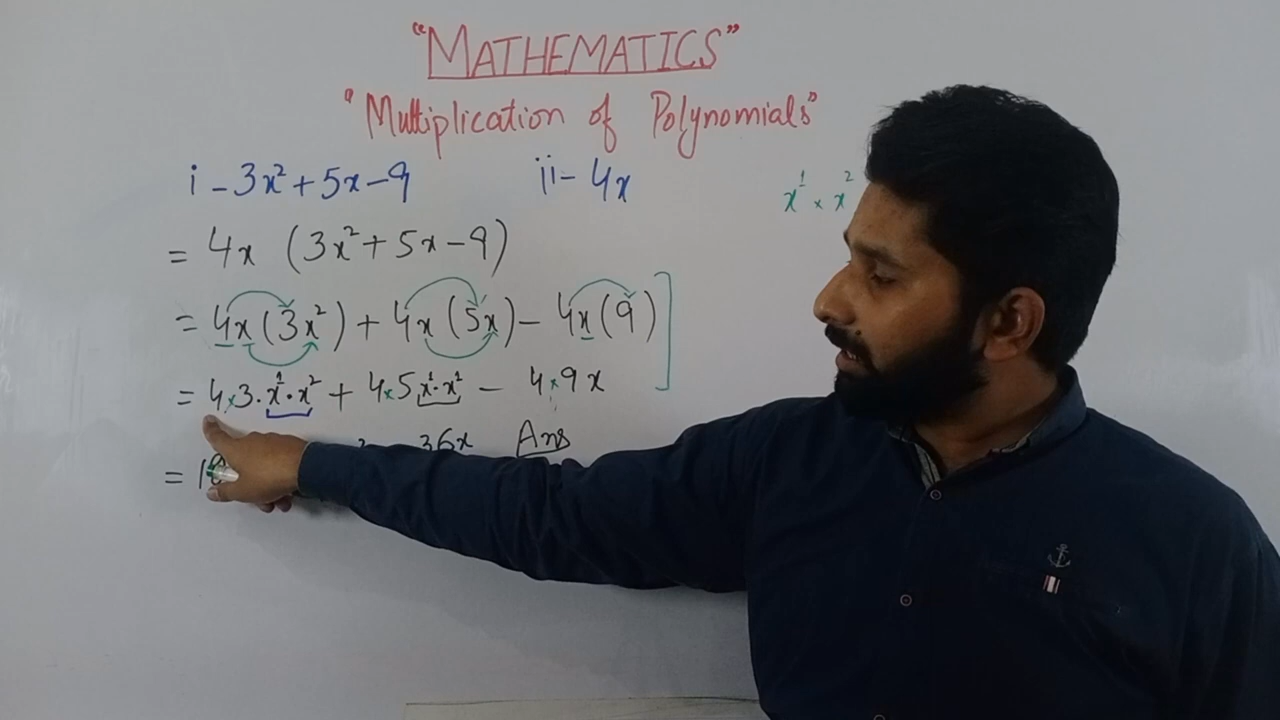 "MATHEMATICS"
"Multiplication of Polynomials"
i - 3x² + 5x - 9 ii - 4x
x¹ × x²
= 4x (3x² + 5x - 9)
= 4x (3x²) + 4x (5x) - 4x (9)
= 4 × 3 . x¹ . x² + 4 × 5 x¹ . x¹ - 4 × 9 x
= 36x Ans